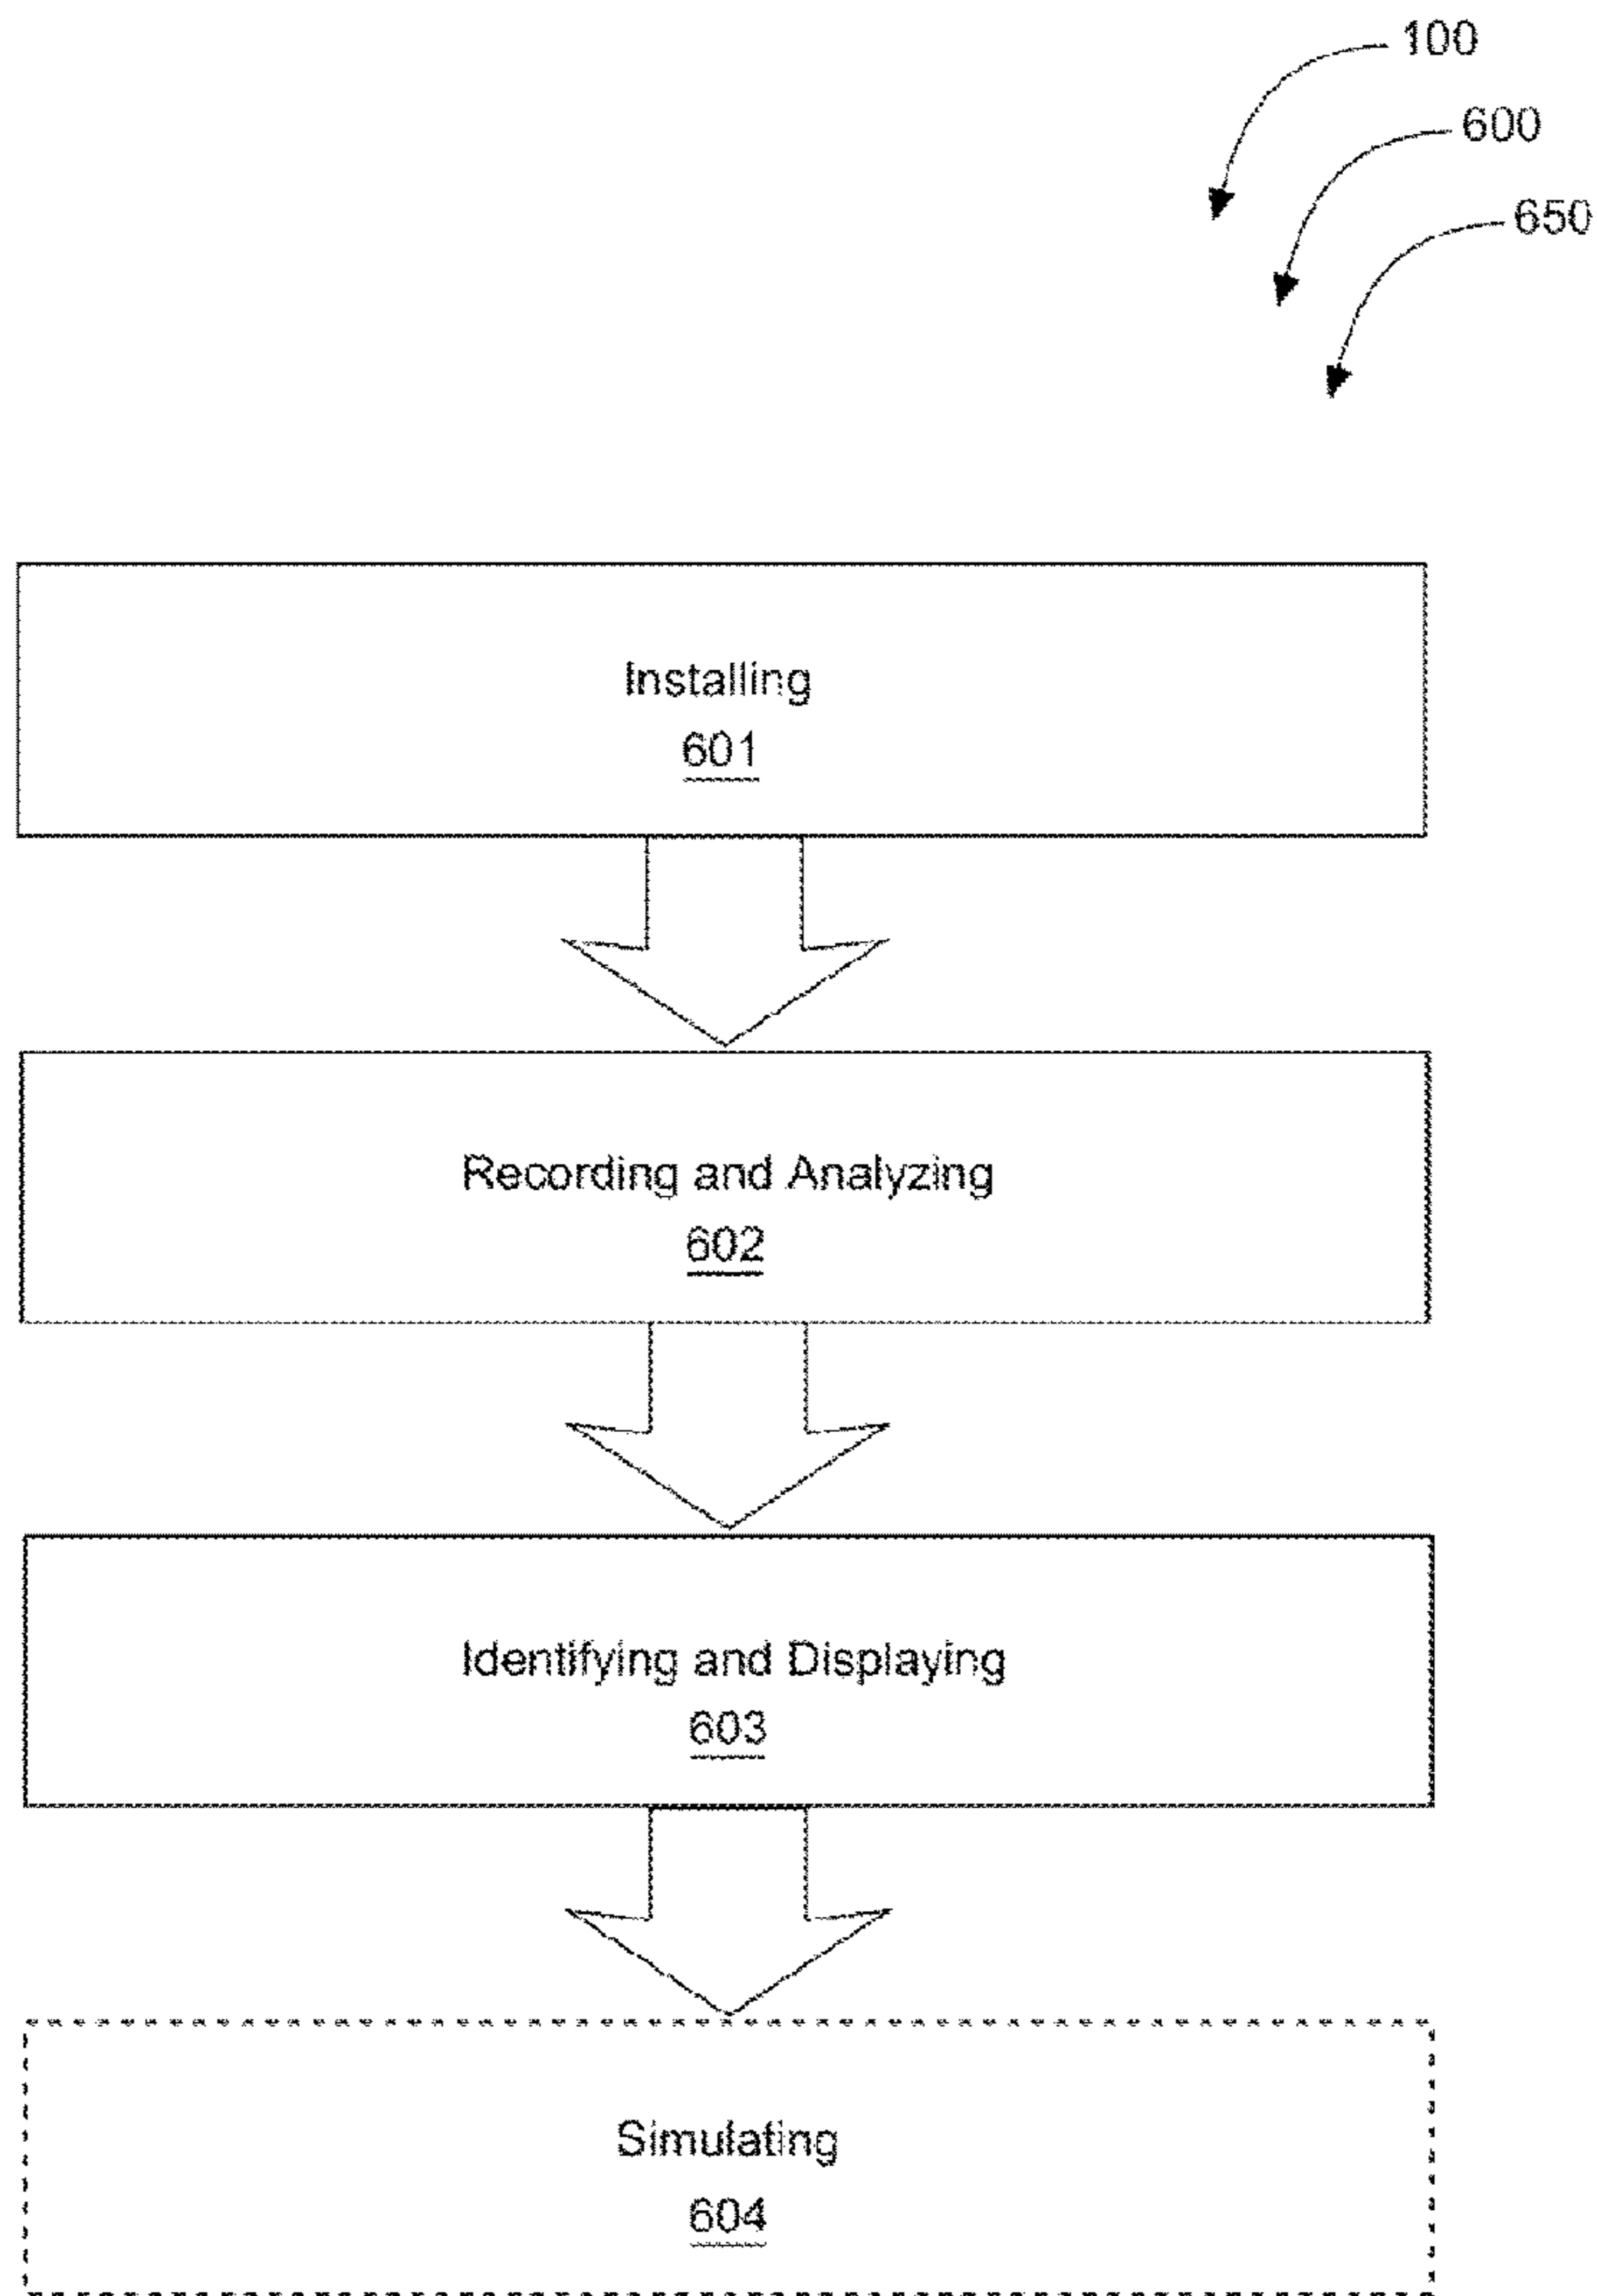 100
600
650
Installing
601
Recording and Analyzing
602
Identifying and Displaying
603
Simulating
604